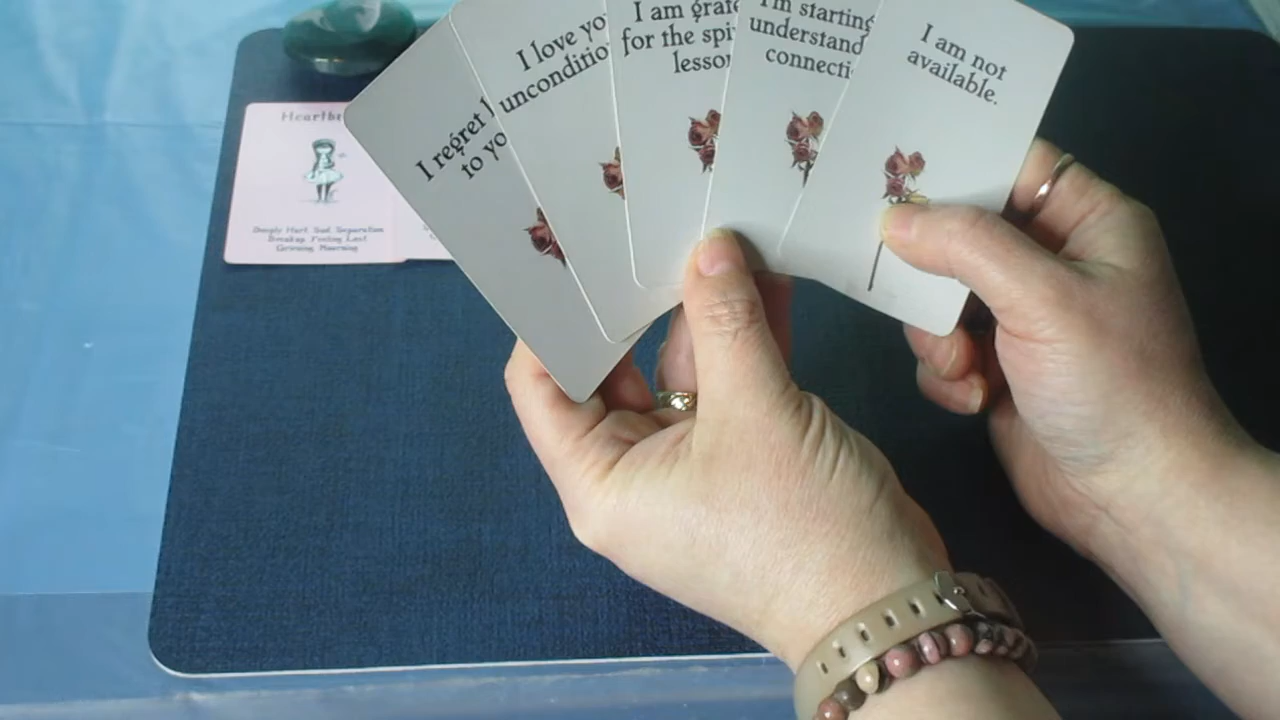 Heartbr
Deeply Hurt. Sad. Separation
Breakup. Feeling Lost
Grieving. Mourning
I regret
to yo
I love yo
unconditio
I am grate
for the spi
lesso
I'm starting
understand
connecti
I am not
available.